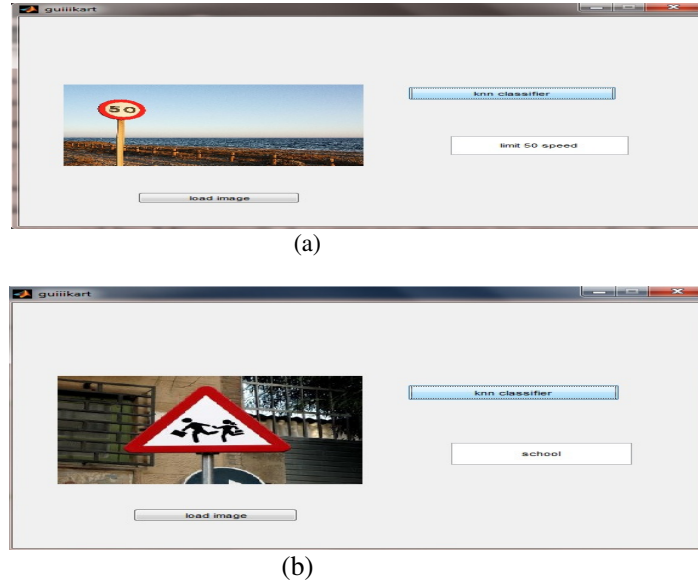 guiiikart
50
knn classifier
limit 50 speed
load image
(a)
guiiikart
knn classifier
school
load image
(b)